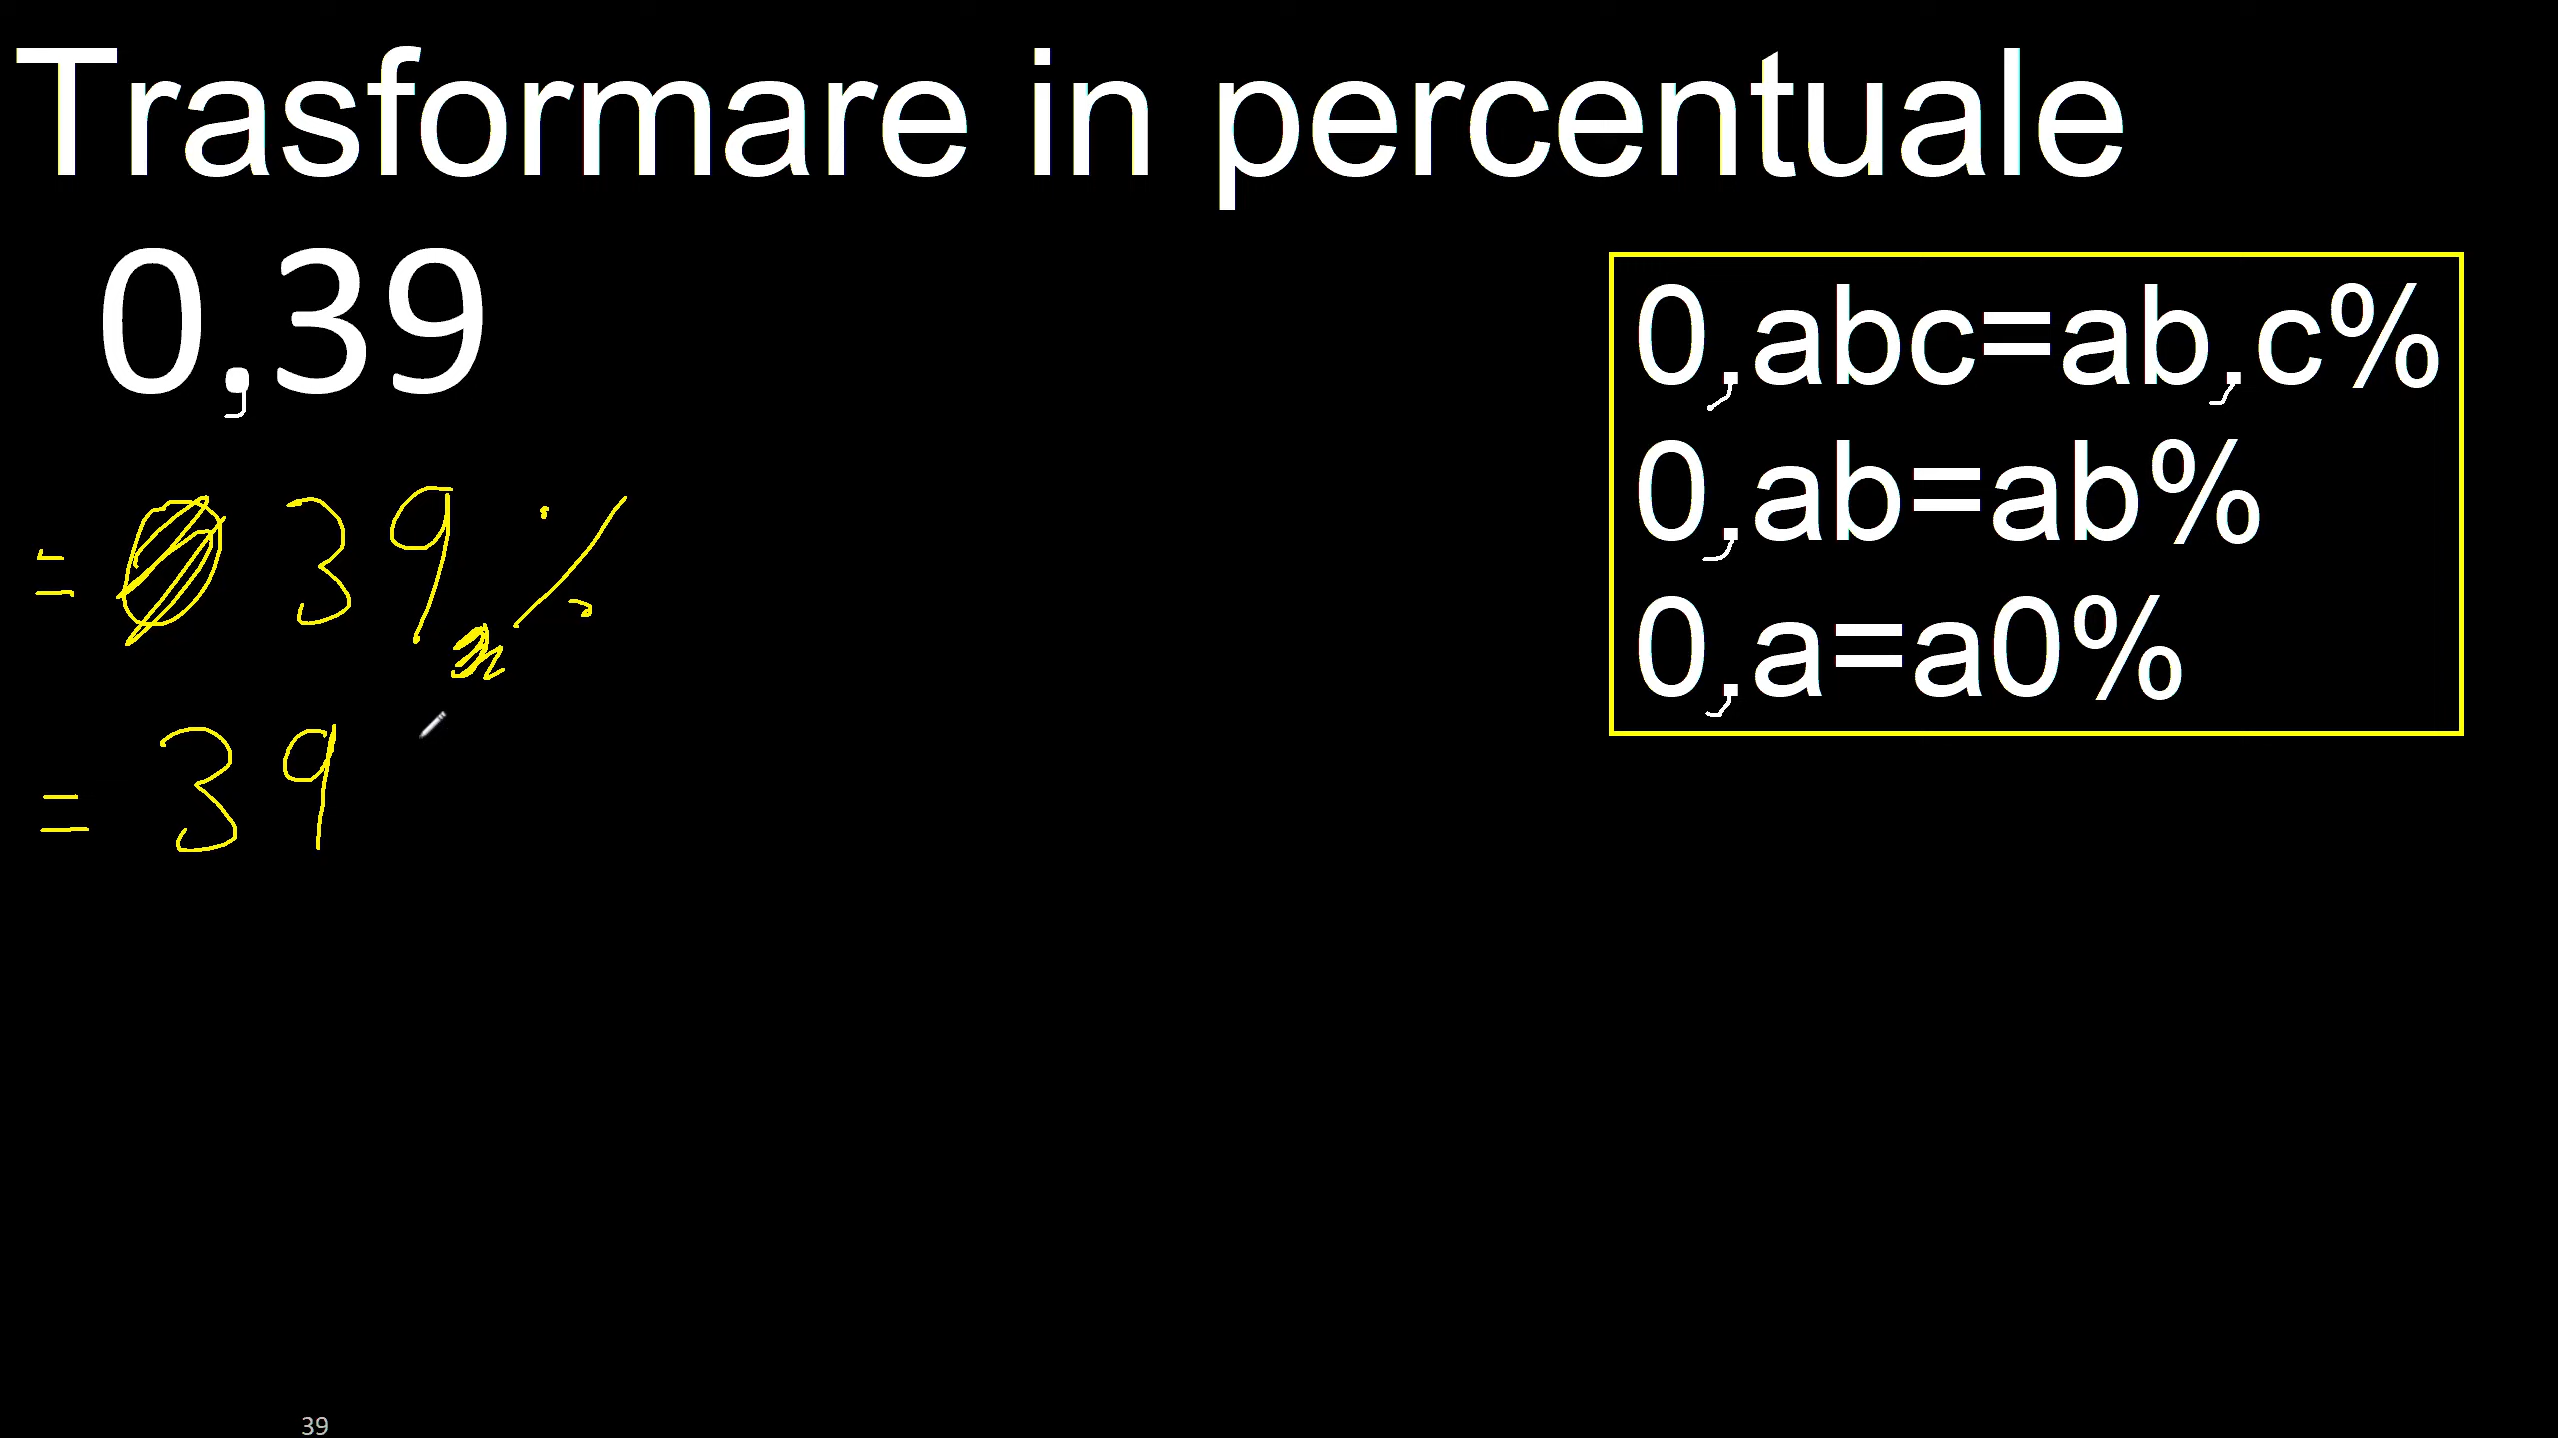 Trasformare in percentuale
0,39
= 39%
= 39
0,abc=ab,c%
0,ab=ab%
0,a=a0%
39